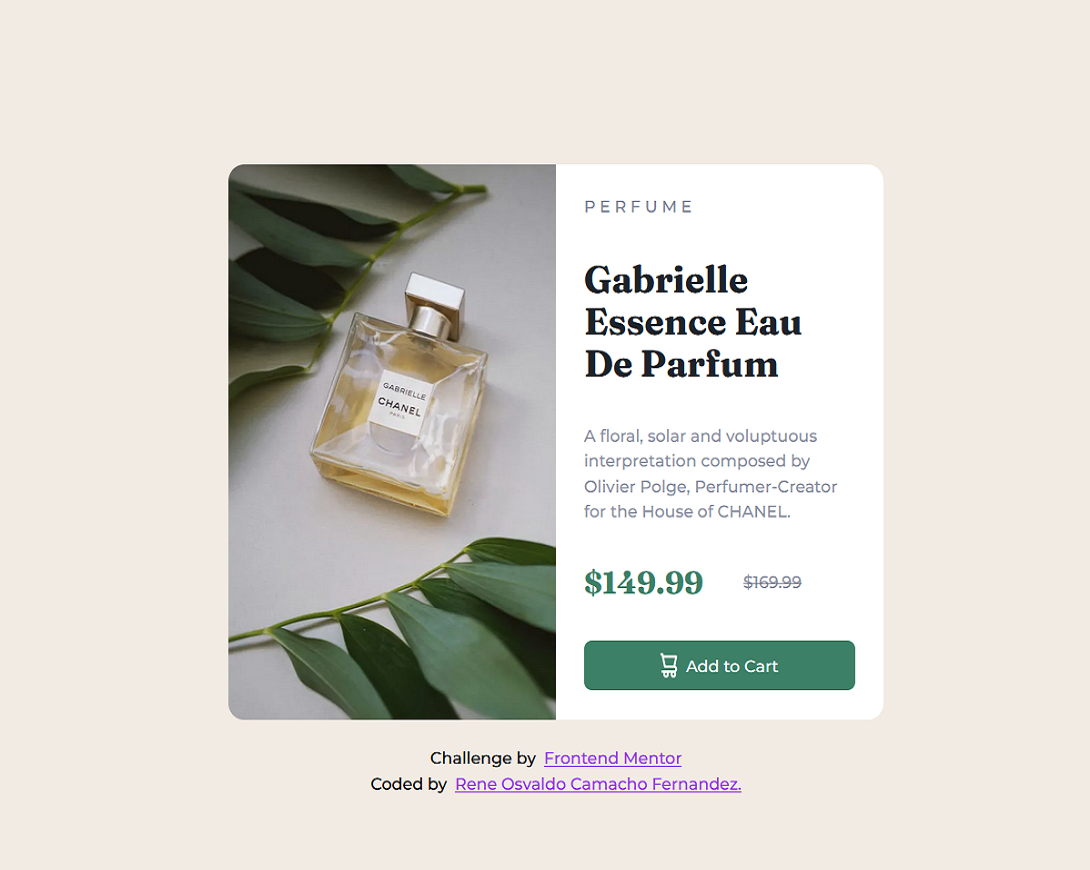 GABRIELLE
CHANEL
PARIS
PERFUME
Gabrielle
Essence Eau
De Parfum
A floral, solar and voluptuous
interpretation composed by
Olivier Polge, Perfumer-Creator
for the House of CHANEL.
$149.99 $169.99
Add to Cart
Challenge by Frontend Mentor
Coded by Rene Osvaldo Camacho Fernandez.